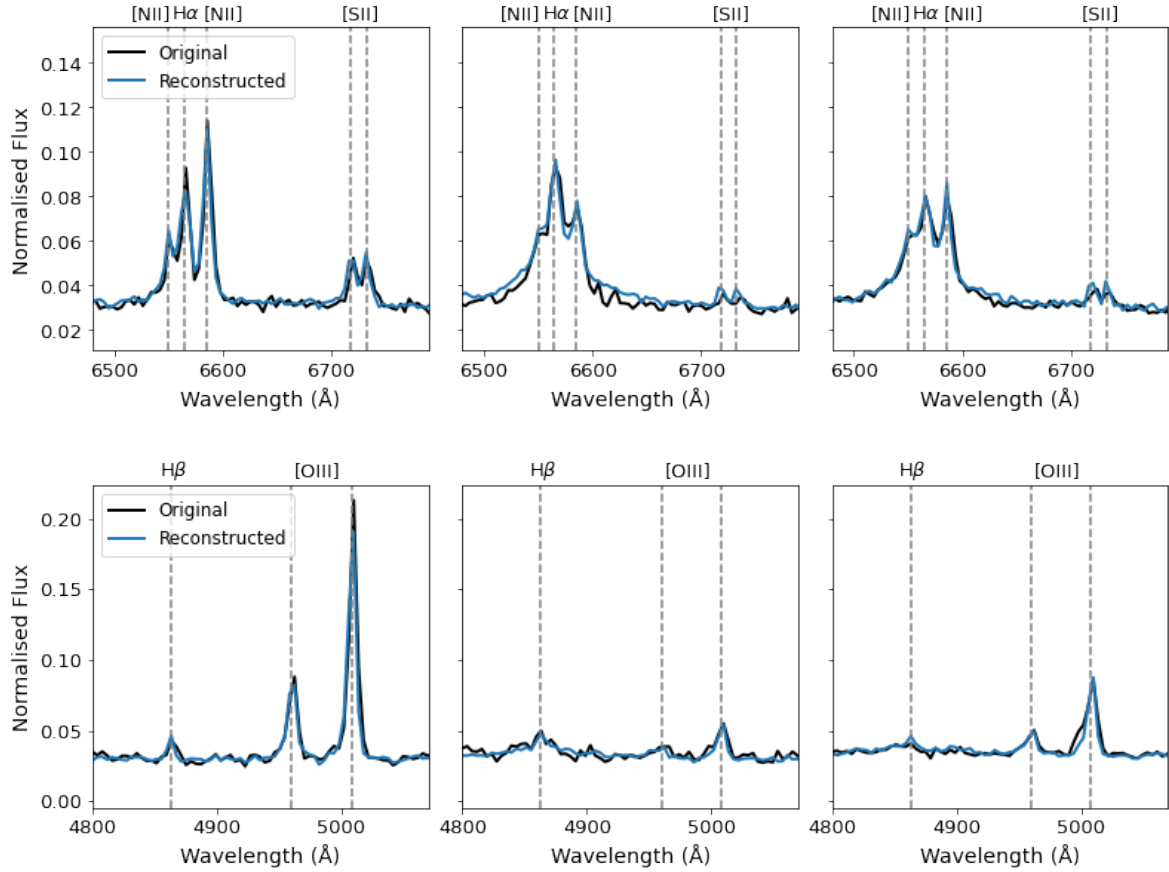 [NII] Hα [NII] [SII] [NII] Hα [NII] [SII] [NII] Hα [NII] [SII]
Original
Reconstructed
Normalised Flux
0.14
0.12
0.10
0.08
0.06
0.04
0.02
6500 6600 6700 6500 6600 6700 6500 6600 6700
Wavelength (Å) Wavelength (Å) Wavelength (Å)
Hβ [OIII] Hβ [OIII] Hβ [OIII]
Original
Reconstructed
Normalised Flux
0.20
0.15
0.10
0.05
0.00
4800 4900 5000 4800 4900 5000 4800 4900 5000
Wavelength (Å) Wavelength (Å) Wavelength (Å)